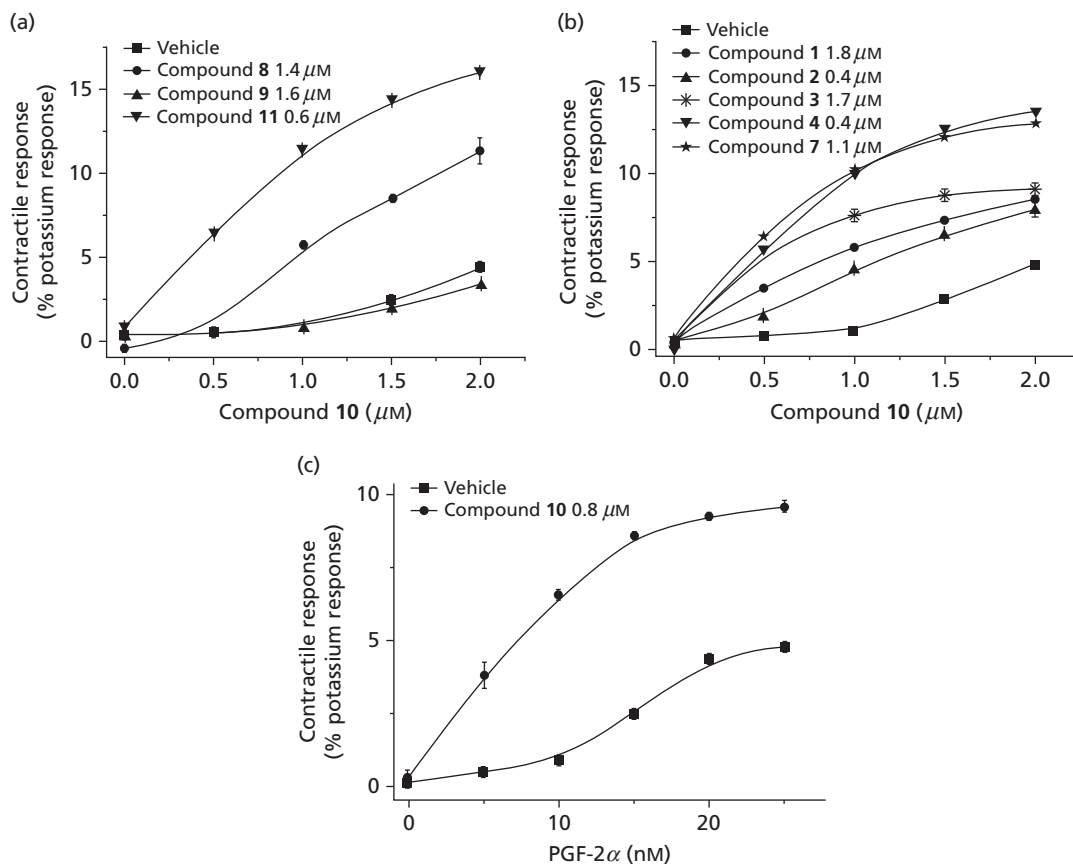 (a)
Vehicle
Compound 8 1.4 μM
Compound 9 1.6 μM
Compound 11 0.6 μM
Contractile response
(% potassium response)
15
10
5
0
0.0 0.5 1.0 1.5 2.0
Compound 10 (μM)
(b)
Vehicle
Compound 1 1.8 μM
Compound 2 0.4 μM
Compound 3 1.7 μM
Compound 4 0.4 μM
Compound 7 1.1 μM
Contractile response
(% potassium response)
15
10
5
0
0.0 0.5 1.0 1.5 2.0
Compound 10 (μM)
(c)
Vehicle
Compound 10 0.8 μM
Contractile response
(% potassium response)
10
5
0
0 10 20
PGF-2α (nM)